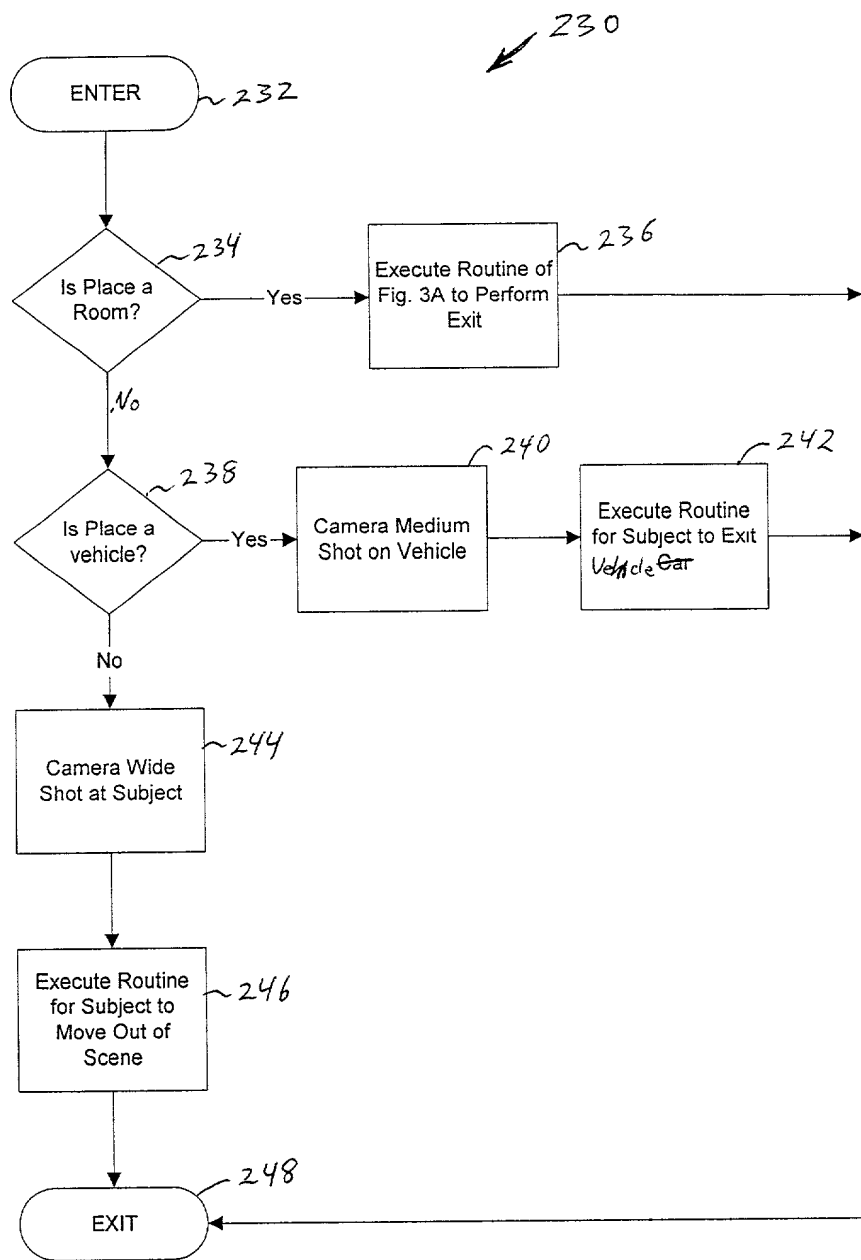 230
ENTER
232
234
Is Place a
Room?
Yes
236
Execute Routine of
Fig. 3A to Perform
Exit
No
238
Is Place a
vehicle?
Yes
240
Camera Medium
Shot on Vehicle
242
Execute Routine
for Subject to Exit
Vehicle Car
No
244
Camera Wide
Shot at Subject
246
Execute Routine
for Subject to
Move Out of
Scene
248
EXIT